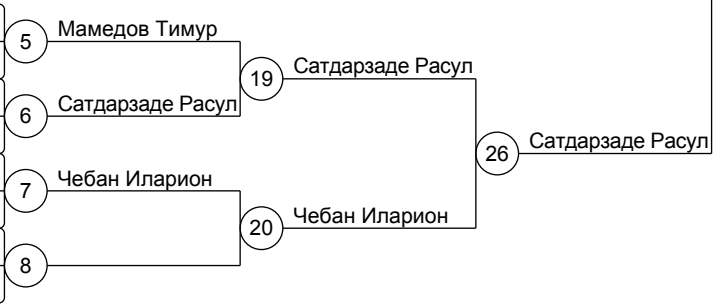 5 Мамедов Тимур
19 Сатдарзаде Расул
6 Сатдарзаде Расул
26 Сатдарзаде Расул
7 Чебан Иларион
20 Чебан Иларион
8